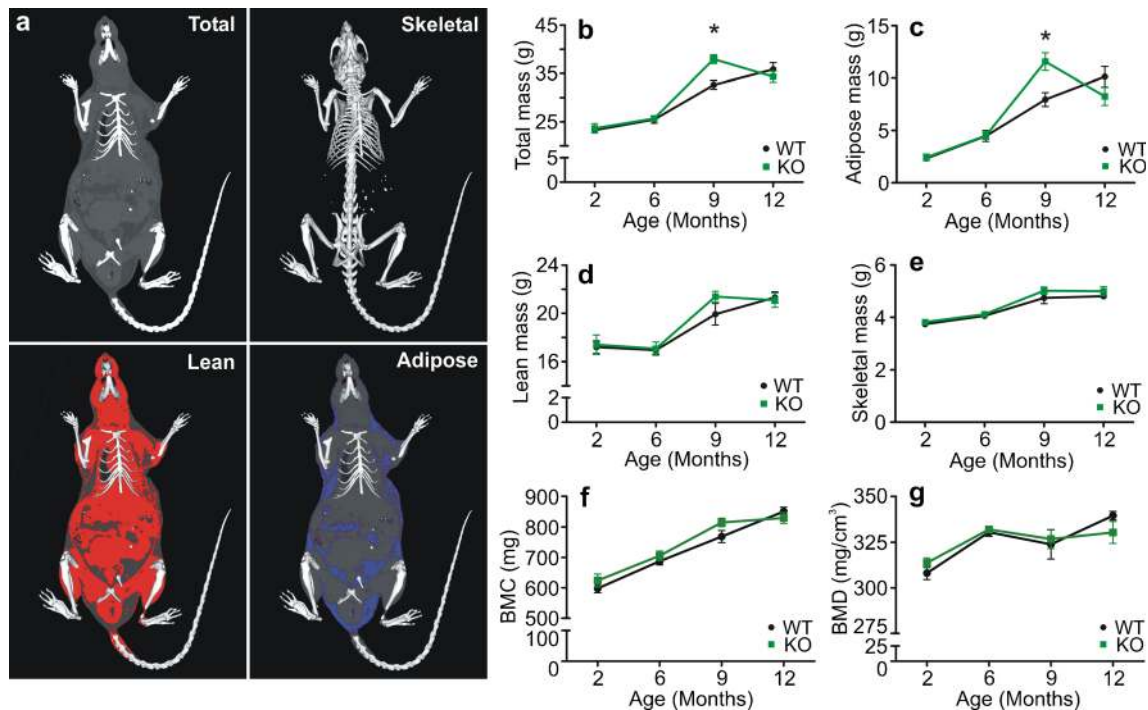 a
Total
Skeletal
Lean
Adipose
b
Total mass (g)
45
35
25
5
0
*
WT
KO
2 6 9 12
Age (Months)
c
Adipose mass (g)
15
10
5
0
*
WT
KO
2 6 9 12
Age (Months)
d
Lean mass (g)
24
20
16
2
0
WT
KO
2 6 9 12
Age (Months)
e
Skeletal mass (g)
6
4
2
0
WT
KO
2 6 9 12
Age (Months)
f
BMC (mg)
900
800
700
600
500
100
0
WT
KO
2 6 9 12
Age (Months)
g
BMD (mg/cm³)
350
325
300
275
25
0
WT
KO
2 6 9 12
Age (Months)